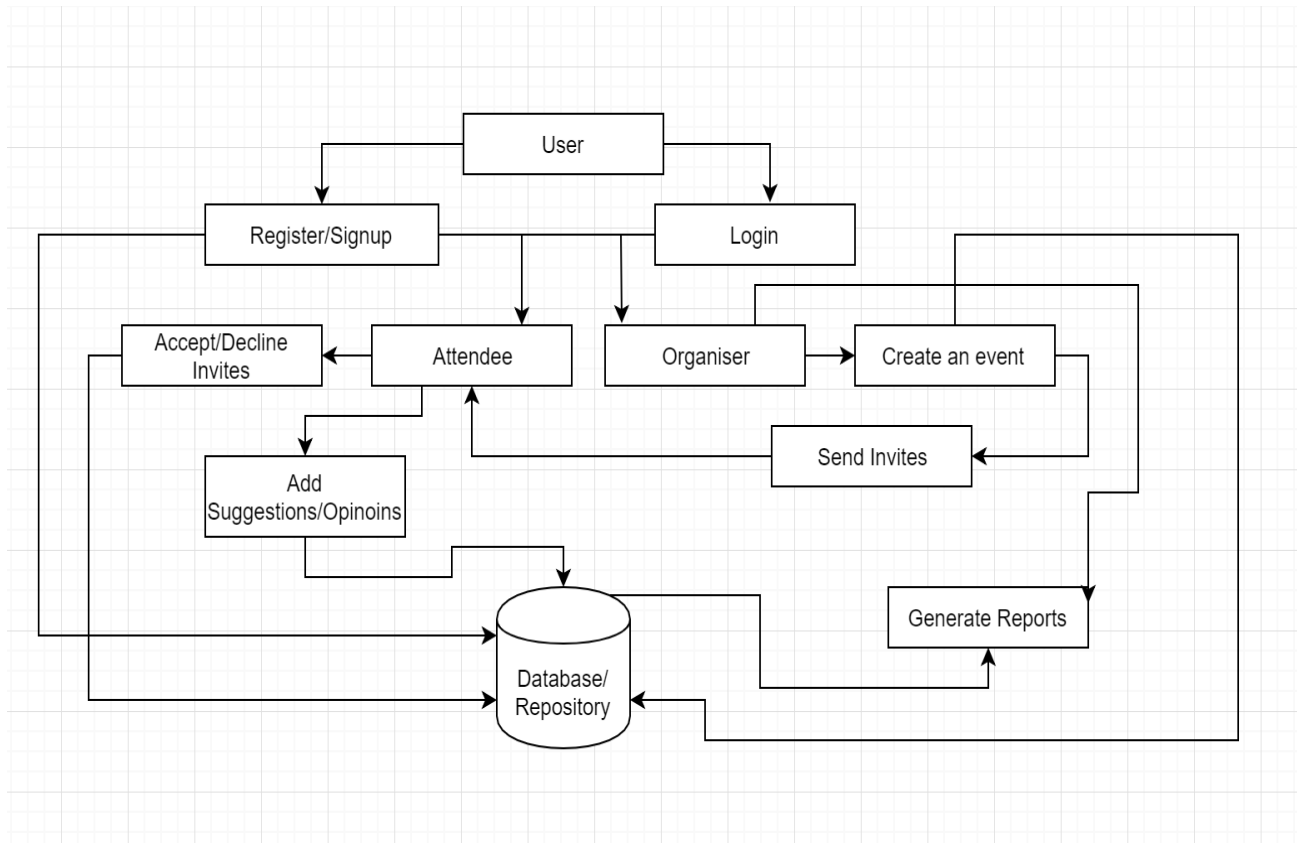 User
Register/Signup
Login
Accept/Decline
Invites
Attendee
Organiser
Create an event
Send Invites
Add
Suggestions/Opinoins
Generate Reports
Database/
Repository